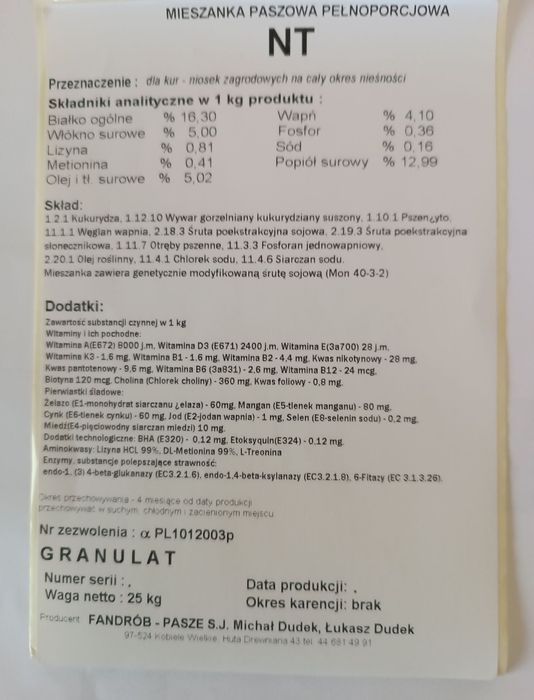 MIESZANKA PASZOWA PEŁNOPORCJOWA
NT
Przeznaczenie : dla kur - niosek zagrodowych na cały okres nieśności
Składniki analityczne w 1 kg produktu :
Białko ogólne % 16,30 Wapń % 4,10
Włókno surowe % 5,00 Fosfor % 0,36
Lizyna % 0,81 Sód % 0,16
Metionina % 0,41 Popiół surowy % 12,99
Olej i tł. surowe % 5,02
Skład:
1.2.1 Kukurydza, 1.12.10 Wywar gorzelniany kukurydziany suszony, 1.10.1 Pszen¿yto,
11.1.1 Węglan wapnia, 2.18.3 Śruta poekstrakcyjna sojowa, 2.19.3 Śruta poekstrakcyjna
słonecznikowa, 1.11.7 Otręby pszenne, 11.3.3 Fosforan jednowapniowy,
2.20.1 Olej roślinny, 11.4.1 Chlorek sodu, 11.4.6 Siarczan sodu.
Mieszanka zawiera genetycznie modyfikowaną śrutę sojową (Mon 40-3-2)
Dodatki:
Zawartość substancji czynnej w 1 kg
Witaminy i ich pochodne:
Witamina A(E672) 8000 j.m, Witamina D3 (E671) 2400 j.m, Witamina E(3a700) 28 j.m,
Witamina K3 - 1,6 mg, Witamina B1 - 1,6 mg, Witamina B2 - 4,4 mg, Kwas nikotynowy - 28 mg,
Kwas pantotenowy - 9,6 mg, Witamina B6 (3a831) - 2,6 mg, Witamina B12 - 24 mcg,
Biotyna 120 mcg, Cholina (Chlorek choliny) - 360 mg, Kwas foliowy - 0,8 mg,
Pierwiastki śladowe:
Żelazo (E1-monohydrat siarczanu ¿elaza) - 60mg, Mangan (E5-tlenek manganu) - 80 mg,
Cynk (E6-tlenek cynku) - 60 mg, Jod (E2-jodan wapnia) - 1 mg, Selen (E8-selenin sodu) - 0,2 mg,
Miedź(E4-pięciowodny siarczan miedzi) 10 mg.
Dodatki technologiczne: BHA (E320) - 0,12 mg, Etoksyquin(E324) - 0,12 mg.
Aminokwasy: Lizyna HCL 99%, DL-Metionina 99%, L-Treonina
Enzymy, substancje polepszające strawność:
endo-1, (3) 4-beta-glukanazy (EC3.2.1.6), endo-1,4-beta-ksylanazy (EC3.2.1.8), 6-Fitazy (EC 3.1.3.26).
Okres przechowywania - 4 miesiące od daty produkcji
przechowywać w suchym, chłodnym i zacienionym miejscu.
Nr zezwolenia : α PL1012003p
GRANULAT
Numer serii : , Data produkcji: .
Waga netto : 25 kg Okres karencji: brak
Producent FANDRÓB - PASZE S.J. Michał Dudek, Łukasz Dudek
97-524 Kobiele Wielkie, Huta Drewniana 43 tel. 44 681 49 91